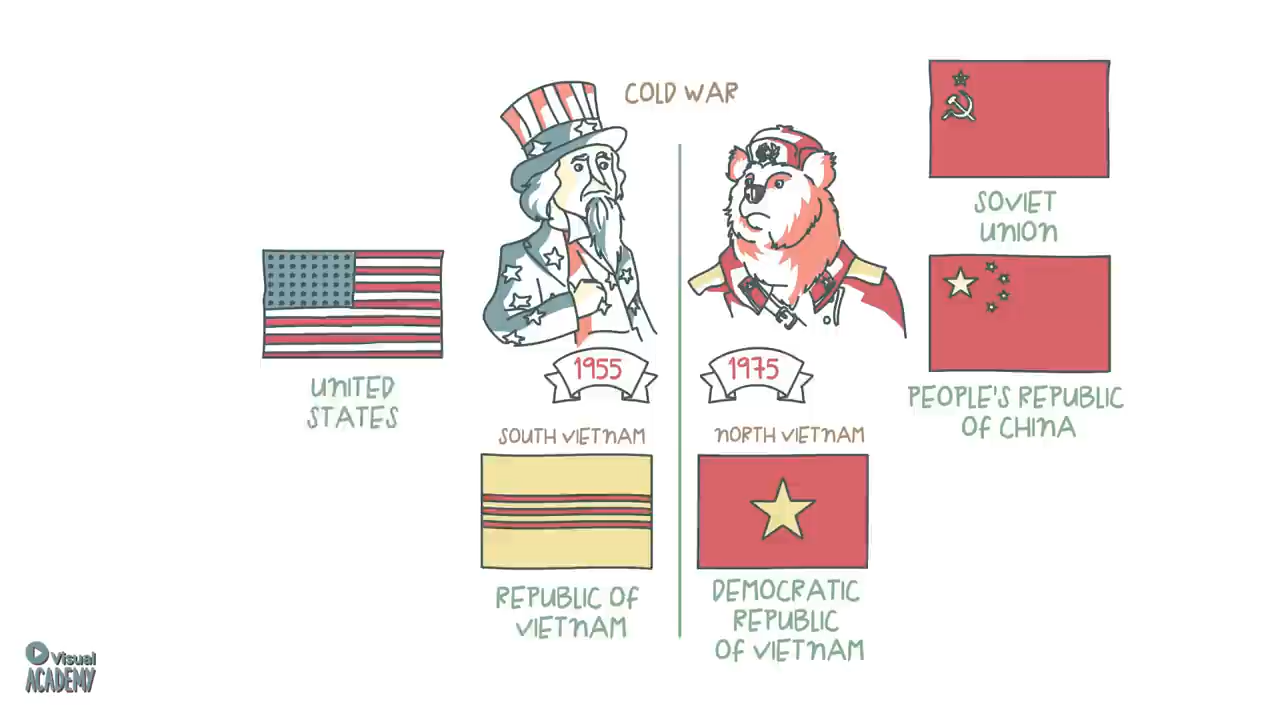 COLD WAR
SOVIET
UNION
UNITED
STATES
1955
1975
PEOPLE'S REPUBLIC
OF CHINA
SOUTH VIETNAM
NORTH VIETNAM
REPUBLIC OF
VIETNAM
DEMOCRATIC
REPUBLIC
OF VIETNAM
Visual
ACADEMY